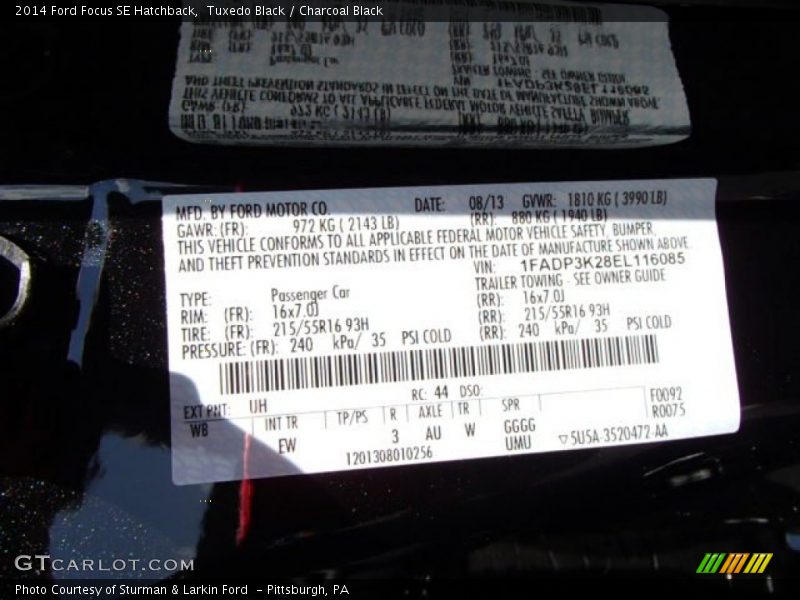 2014 Ford Focus SE Hatchback, Tuxedo Black / Charcoal Black
MFD. BY FORD MOTOR CO. DATE: 08/13 GVWR: 1810 KG ( 3990 LB)
GAWR: (FR): 972 KG ( 2143 LB) (RR): 880 KG ( 1940 LB)
THIS VEHICLE CONFORMS TO ALL APPLICABLE FEDERAL MOTOR VEHICLE SAFETY, BUMPER,
AND THEFT PREVENTION STANDARDS IN EFFECT ON THE DATE OF MANUFACTURE SHOWN ABOVE.
VIN: 1FADP3K28EL116085
TYPE: Passenger Car TRAILER TOWING - SEE OWNER GUIDE
RIM: (FR): 16x7.0J (RR): 16x7.0J
TIRE: (FR): 215/55R16 93H (RR): 215/55R16 93H
PRESSURE: (FR): 240 kPa/ 35 PSI COLD (RR): 240 kPa/ 35 PSI COLD
EXT PNT: UH RC: 44 DSO: F0092
WB INT TR TP/PS R AXLE TR SPR R0075
EW 3 AU W GGGG
1201308010256 UMU 5U5A-3520472-AA
GTCARLOT.COM
Photo Courtesy of Sturman & Larkin Ford - Pittsburgh, PA